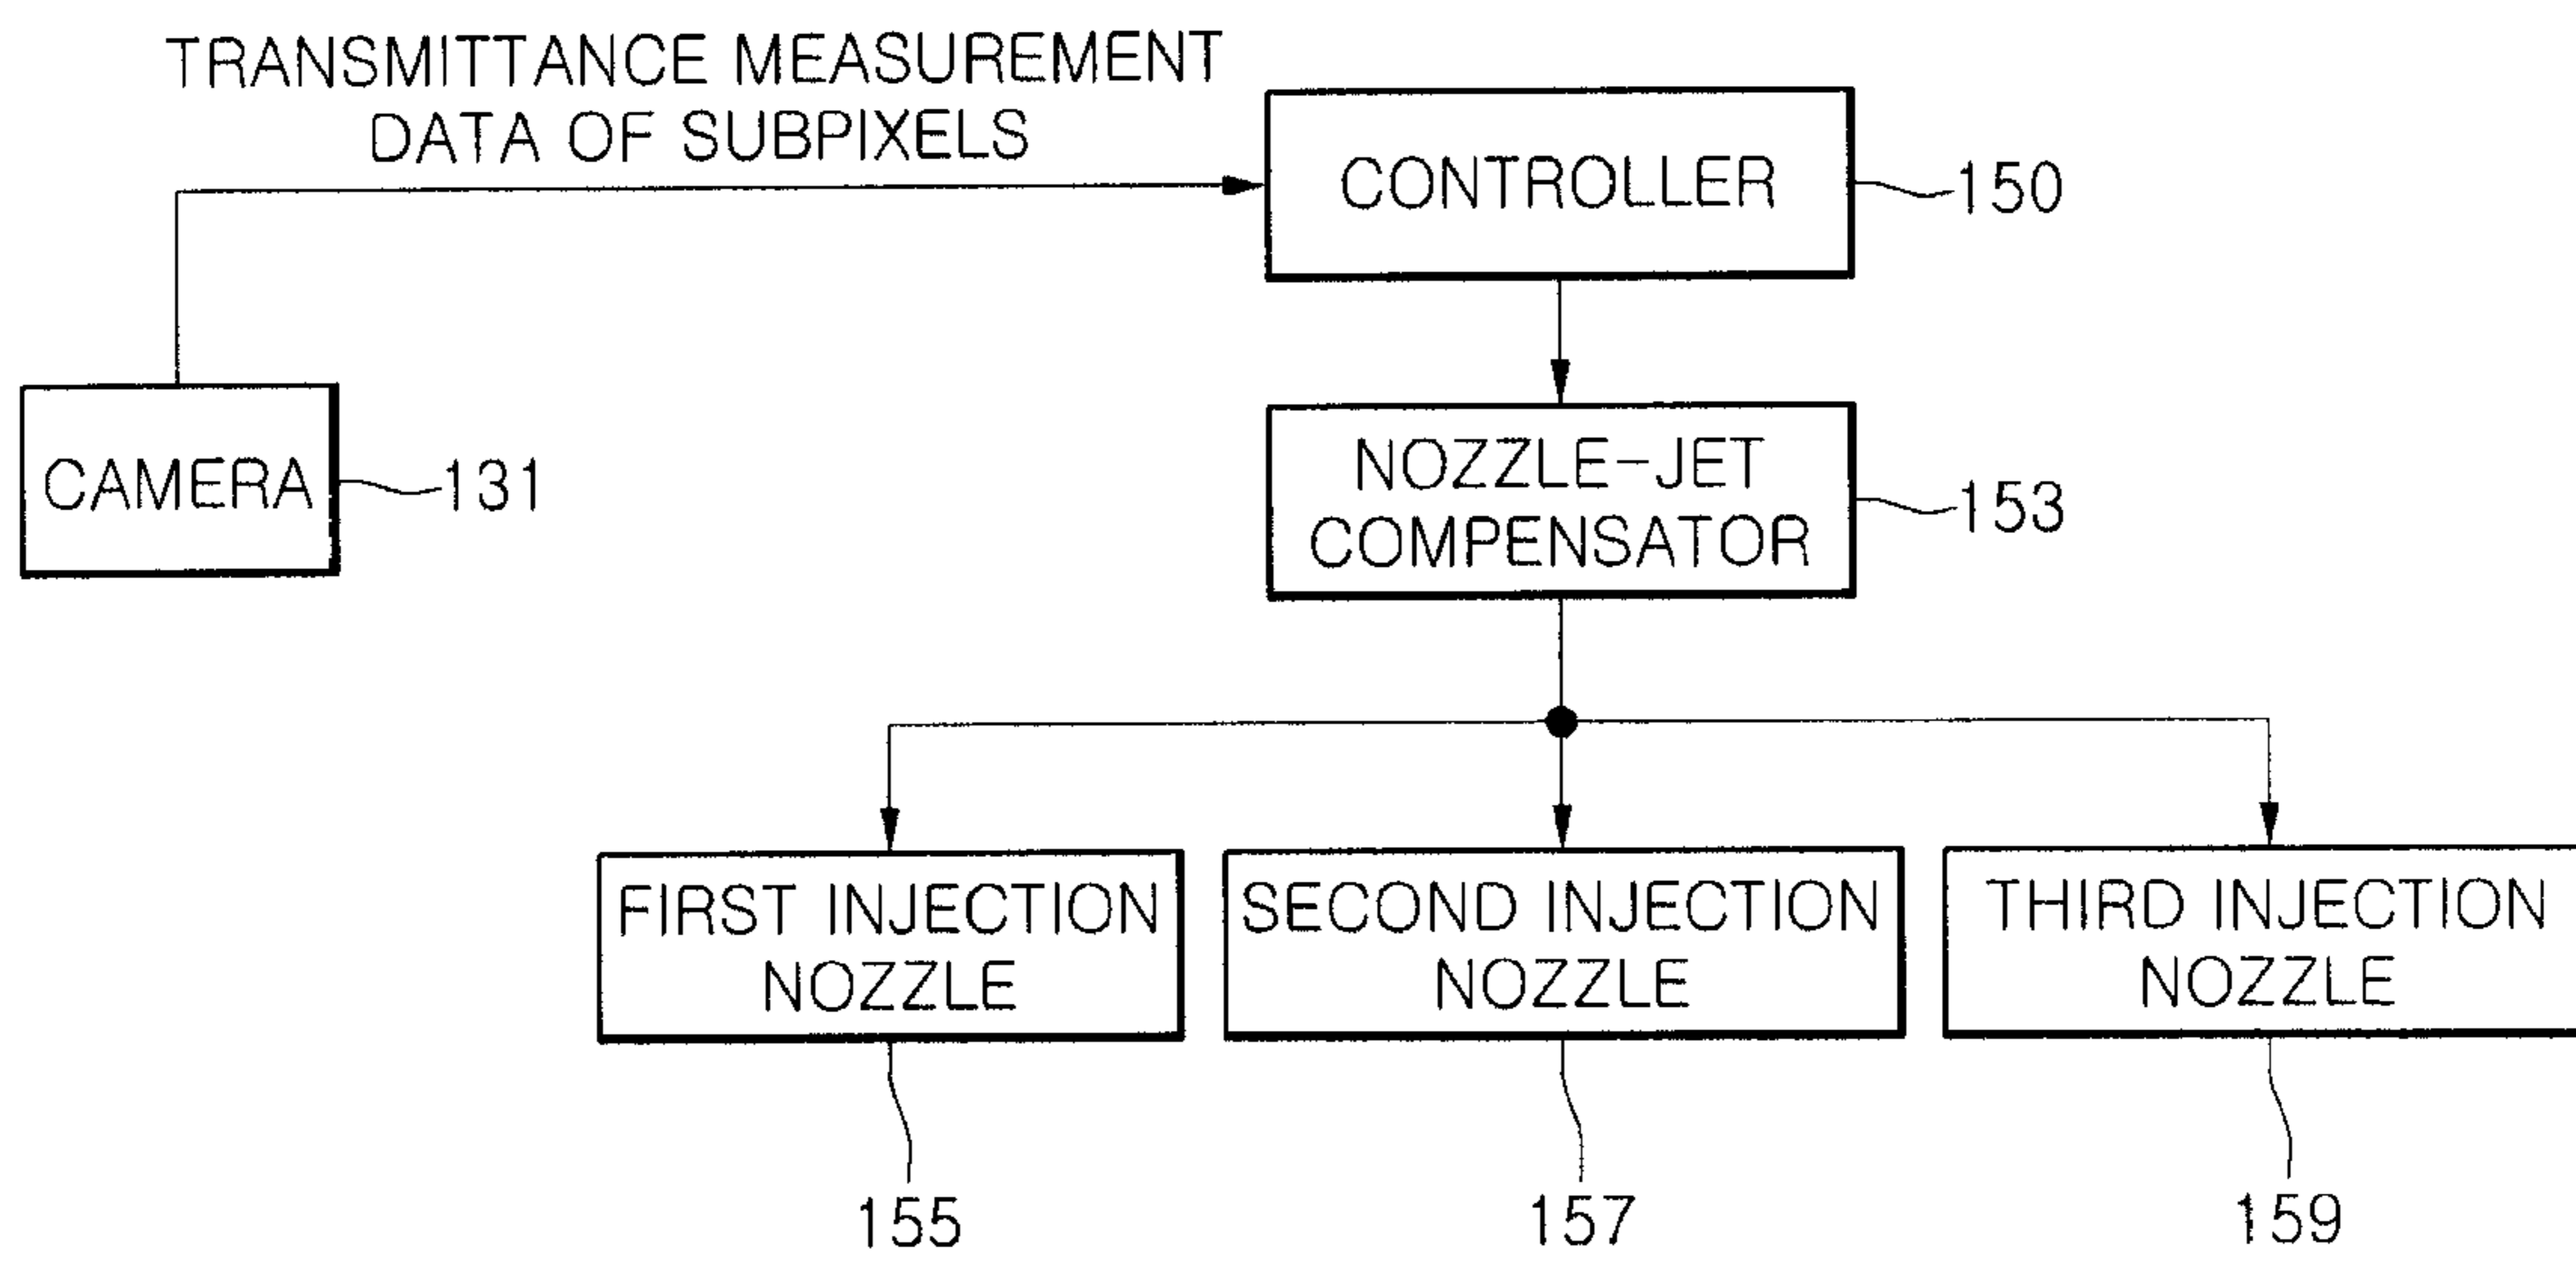 TRANSMITTANCE MEASUREMENT
DATA OF SUBPIXELS
CONTROLLER
150
CAMERA
131
NOZZLE-JET
COMPENSATOR
153
FIRST INJECTION
NOZZLE
SECOND INJECTION
NOZZLE
THIRD INJECTION
NOZZLE
155
157
159